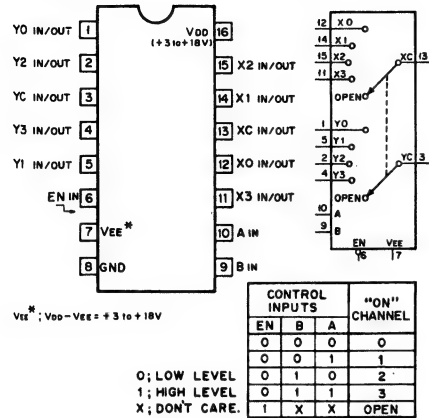 Y0 IN/OUT 1
Y2 IN/OUT 2
YC IN/OUT 3
Y3 IN/OUT 4
Y1 IN/OUT 5
EN IN 6
7 VEE*
8 GND
VDD 16
(+3 to +18V)
15 X2 IN/OUT
14 X1 IN/OUT
13 XC IN/OUT
12 X0 IN/OUT
11 X3 IN/OUT
10 A IN
9 B IN
12 X0
14 X1
15 X2
11 X3
OPEN
XC 13
1 Y0
5 Y1
2 Y2
4 Y3
OPEN
YC 3
10 A
9 B
EN VEE
6 7
VEE*; VDD-VEE = +3 to +18V
CONTROL INPUTS "ON" CHANNEL
EN B A
0 0 0 0
0 0 1 1
0 1 0 2
0 1 1 3
1 X X OPEN
0; LOW LEVEL
1; HIGH LEVEL
X; DON'T CARE.